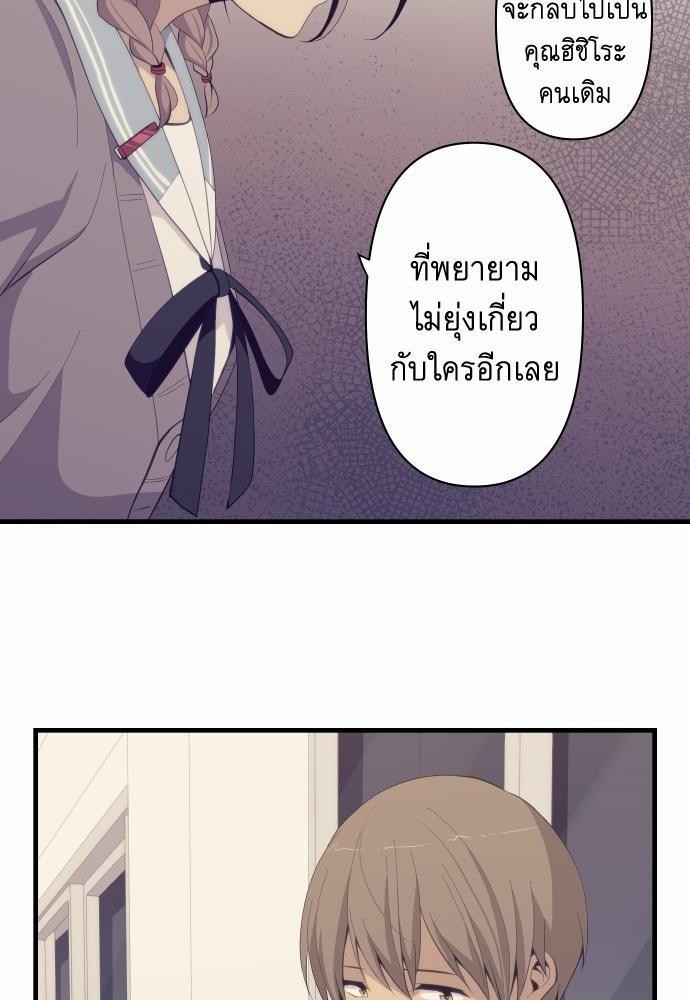 จะกลับไปเป็น
คุณฮิชิโระ
คนเดิม
ที่พยายาม
ไม่ยุ่งเกี่ยว
กับใครอีกเลย